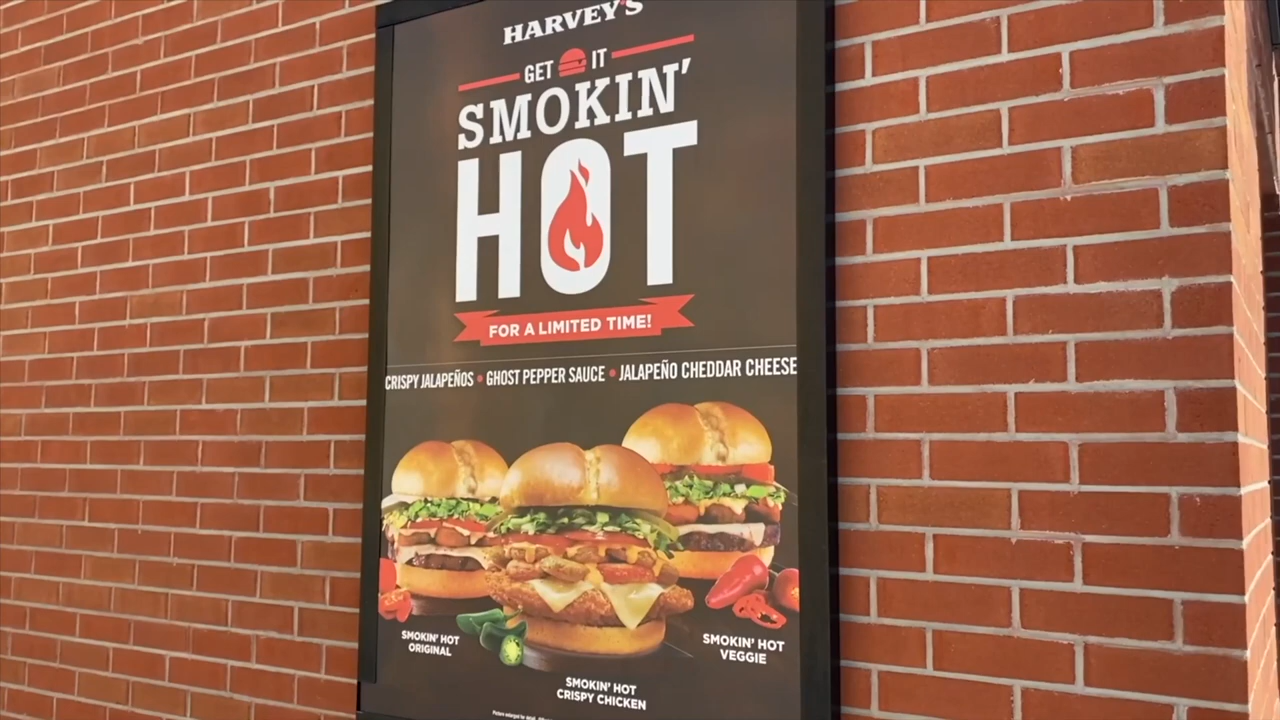 HARVEY'S
GET IT
SMOKIN'
HOT
FOR A LIMITED TIME!
CRISPY JALAPEÑOS • GHOST PEPPER SAUCE • JALAPEÑO CHEDDAR CHEESE
SMOKIN' HOT
ORIGINAL
SMOKIN' HOT
CRISPY CHICKEN
SMOKIN' HOT
VEGGIE